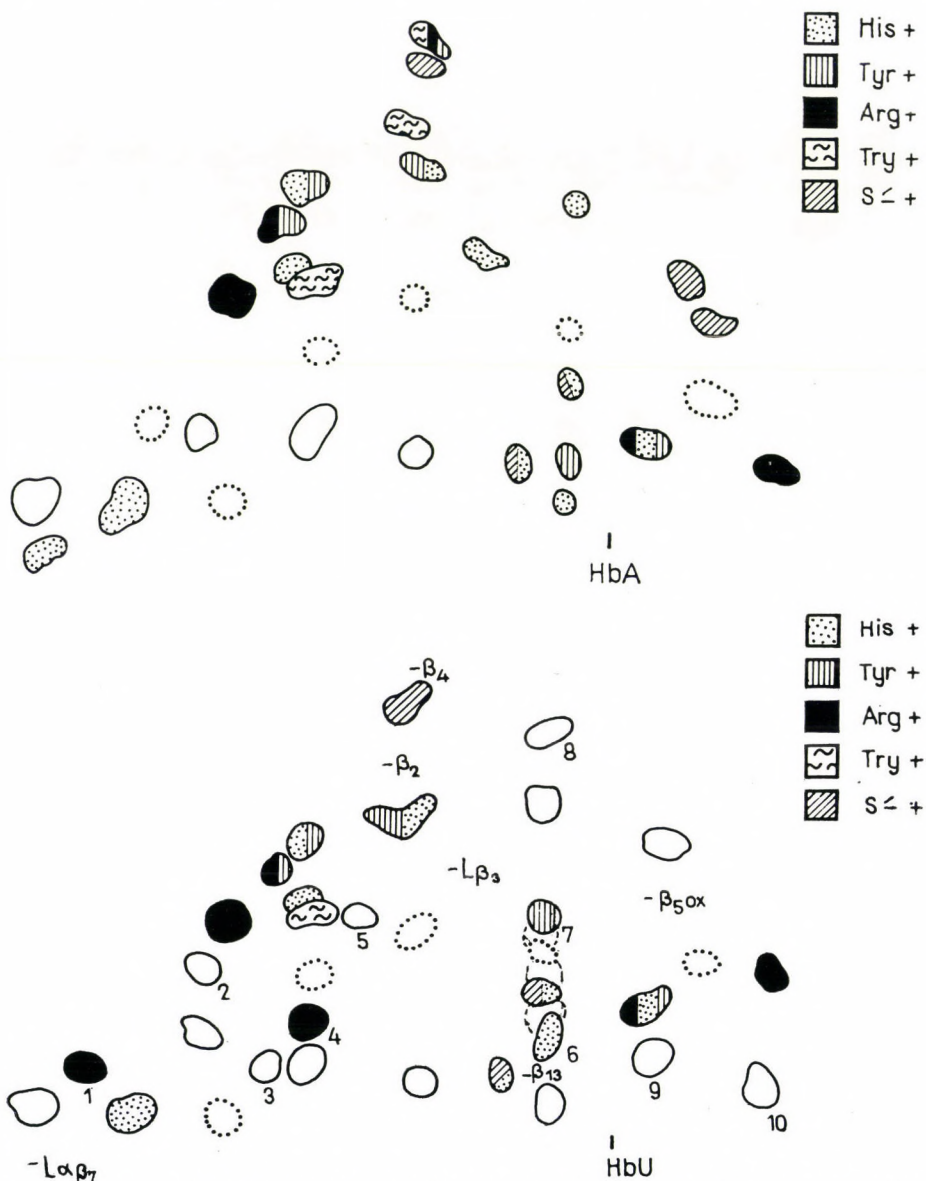 His +
Tyr +
Arg +
Try +
S ≤ +
HbA
His +
Tyr +
Arg +
Try +
S ≤ +
-β₄
8
-β₂
-Lβ₃
-β₅ox
5
7
2
4
6
1
3
-β₁₃
9
10
-Lαβ₇
HbU